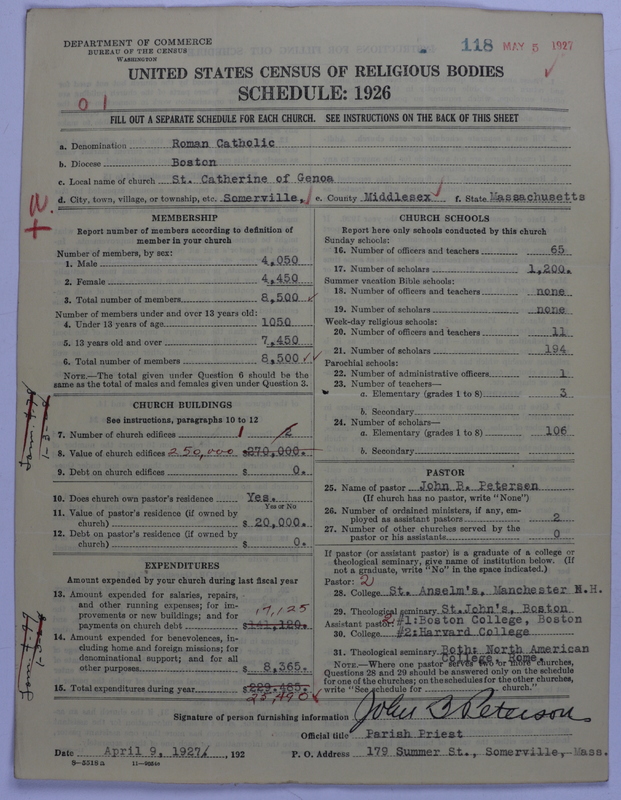 DEPARTMENT OF COMMERCE
BUREAU OF THE CENSUS
WASHINGTON
118 MAY 5 1927
UNITED STATES CENSUS OF RELIGIOUS BODIES
SCHEDULE: 1926
0 1
FILL OUT A SEPARATE SCHEDULE FOR EACH CHURCH. SEE INSTRUCTIONS ON THE BACK OF THIS SHEET
a. Denomination Roman Catholic
b. Diocese Boston
c. Local name of church St. Catherine of Genoa
d. City, town, village, or township, etc. Somerville, e. County Middlesex f. State Massachusetts
MEMBERSHIP
Report number of members according to definition of
member in your church
Number of members, by sex:
1. Male 4,050
2. Female 4,450
3. Total number of members 8,500
Number of members under and over 13 years old:
4. Under 13 years of age 1050
5. 13 years old and over 7,450
6. Total number of members 8,500
NOTE.—The total given under Question 6 should be the
same as the total of males and females given under Question 3.
CHURCH BUILDINGS
See instructions, paragraphs 10 to 12
7. Number of church edifices 1 2
8. Value of church edifices 250,000 $270,000.
9. Debt on church edifices $ 0.
10. Does church own pastor's residence Yes.
Yes or No
11. Value of pastor's residence (if owned by
church) $ 20,000.
12. Debt on pastor's residence (if owned by
church) $ 0.
EXPENDITURES
Amount expended by your church during last fiscal year
13. Amount expended for salaries, repairs,
and other running expenses; for im-
provements or new buildings; and for 17,125
payments on church debt $141,120.
14. Amount expended for benevolences, in-
cluding home and foreign missions; for
denominational support; and for all
other purposes $ 8,365.
15. Total expenditures during year $229,485.
25,490
CHURCH SCHOOLS
Report here only schools conducted by this church
Sunday schools:
16. Number of officers and teachers 65
17. Number of scholars 1,200.
Summer vacation Bible schools:
18. Number of officers and teachers none
19. Number of scholars none
Week-day religious schools:
20. Number of officers and teachers 11
21. Number of scholars 194
Parochial schools:
22. Number of administrative officers 1
23. Number of teachers—
a. Elementary (grades 1 to 8) 3
b. Secondary
24. Number of scholars—
a. Elementary (grades 1 to 8) 106
b. Secondary
PASTOR
25. Name of pastor John B. Petersen
(If church has no pastor, write "None")
26. Number of ordained ministers, if any, em-
ployed as assistant pastors 2
27. Number of other churches served by the
pastor or his assistants 0
If pastor (or assistant pastor) is a graduate of a college or
theological seminary, give name of institution below. (If
not a graduate, write "No" in the space indicated.)
Pastor: 2
28. College St. Anselm's, Manchester N.H.
29. Theological seminary St.John's, Boston
Assistant pastor: 2 #1:Boston College, Boston
30. College #2:Harvard College
31. Theological seminary Both: North American
College, Rome.
NOTE.—Where one pastor serves two or more churches,
Questions 28 and 29 should be answered only on the schedule
for one of the churches; on the schedules for the other churches,
write "See schedule for church."
Signature of person furnishing information John B Peterson
Official title Parish Priest
Date April 9, 1927. , 192 P. O. Address 179 Summer St., Somerville, Mass.
8—5518 a